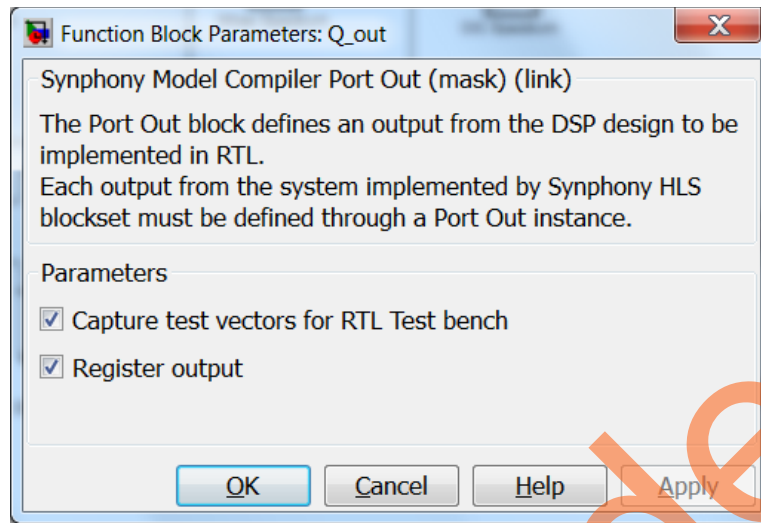 Function Block Parameters: Q_out
Synphony Model Compiler Port Out (mask) (link)
The Port Out block defines an output from the DSP design to be
implemented in RTL.
Each output from the system implemented by Synphony HLS
blockset must be defined through a Port Out instance.
Parameters
Capture test vectors for RTL Test bench
Register output
OK Cancel Help Apply